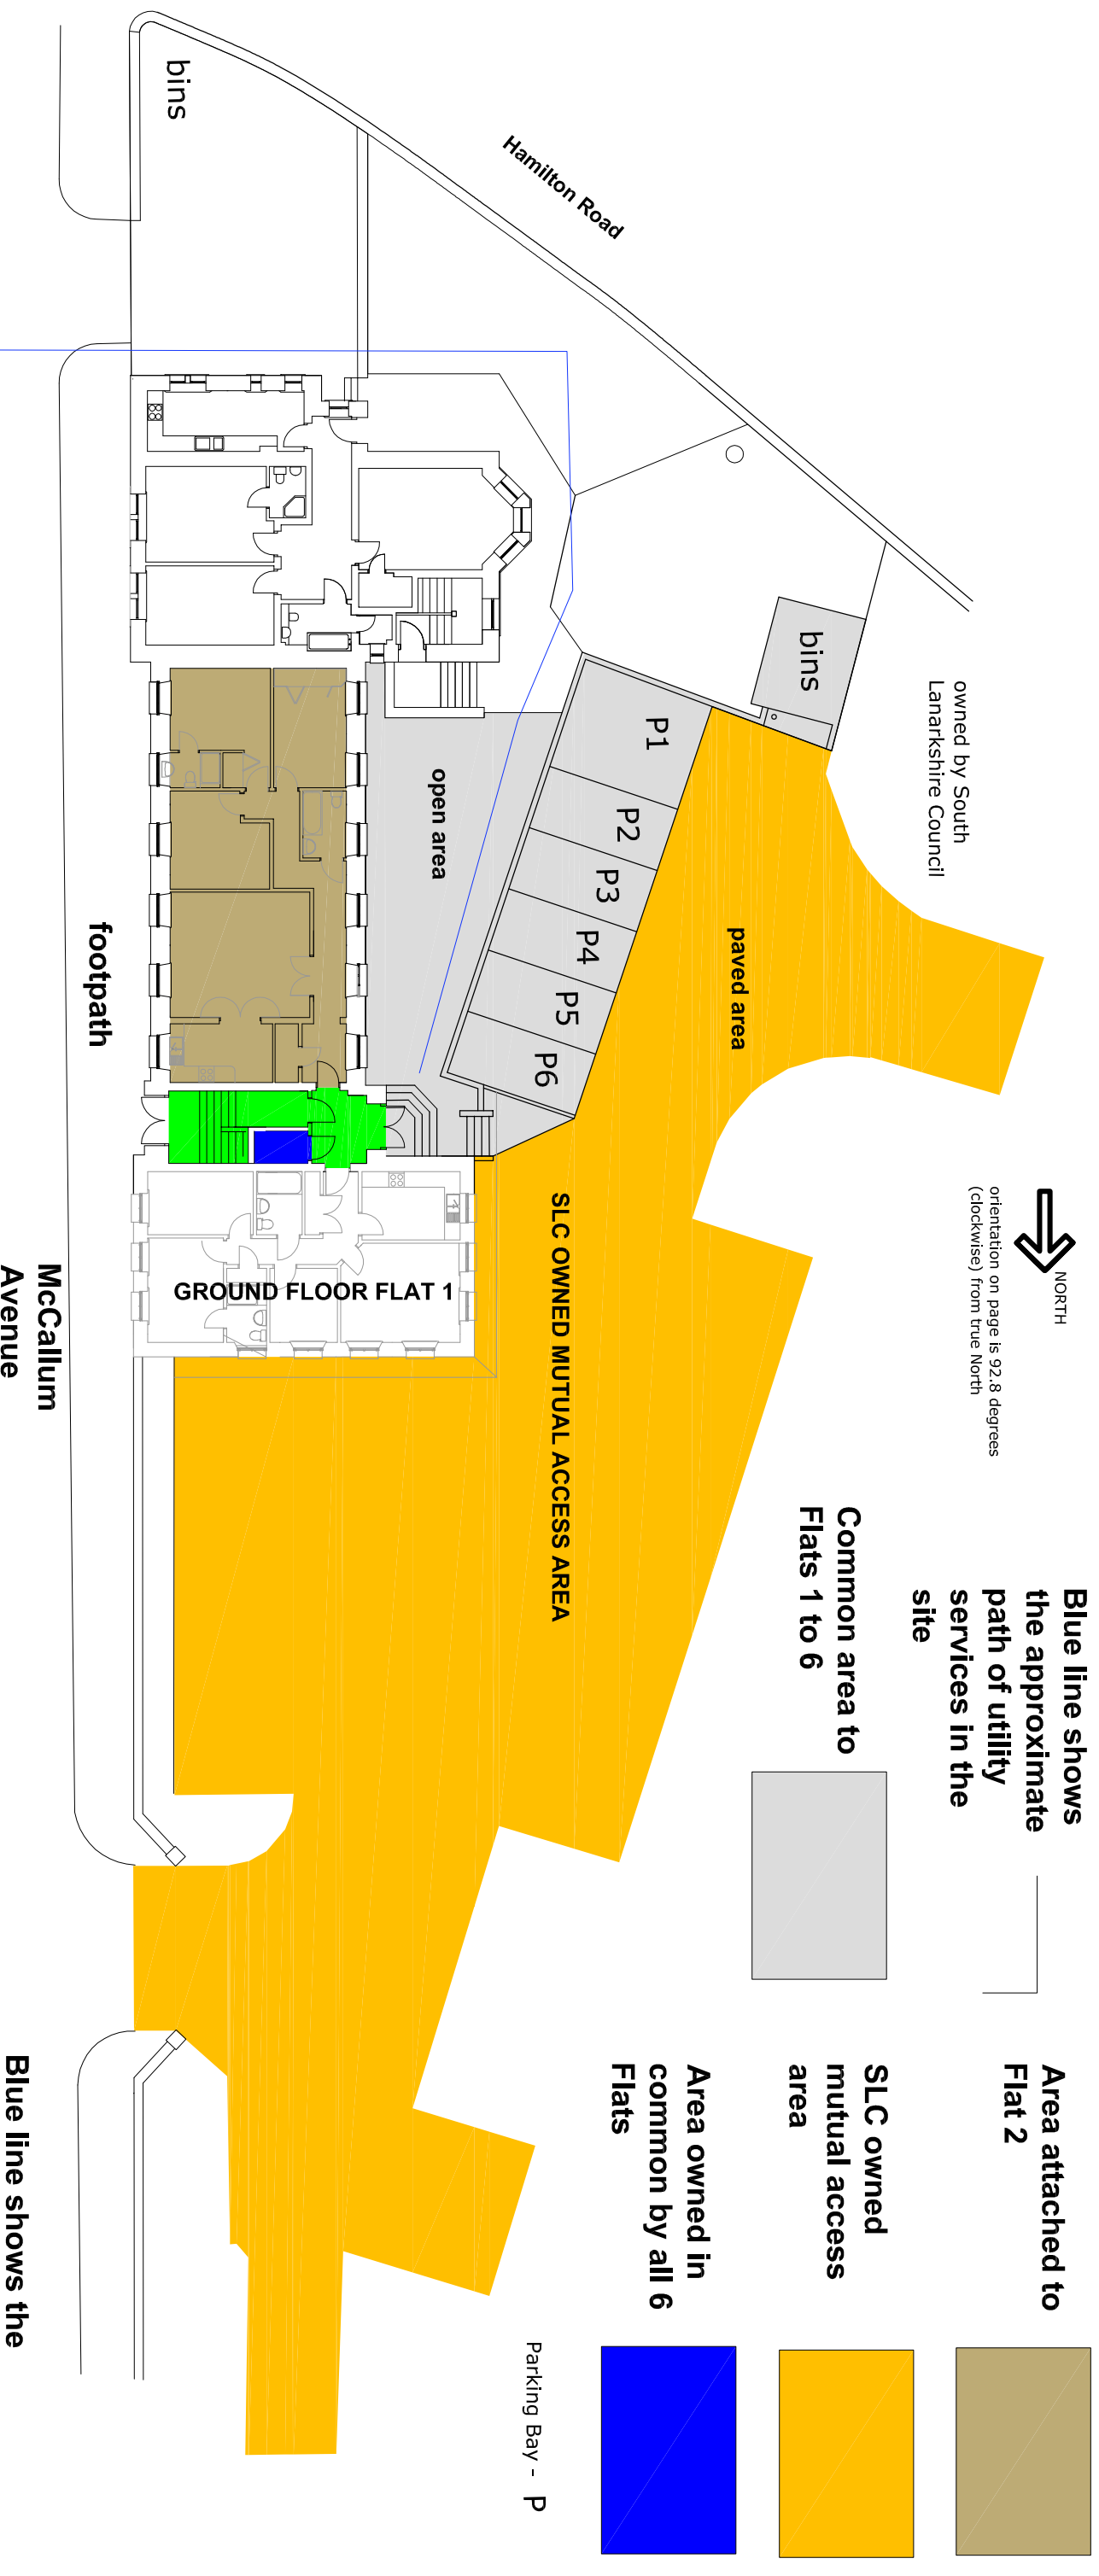 bins
Hamilton Road
bins
owned by South
Lanarkshire Council
P1
P2
P3
P4
P5
P6
open area
paved area
footpath
NORTH
orientation on page is 92.8 degrees
(clockwise) from true North
SLC OWNED MUTUAL ACCESS AREA
GROUND FLOOR FLAT 1
McCallum
Avenue
Blue line shows
the approximate
path of utility
services in the
site
Common area to
Flats 1 to 6
Area attached to
Flat 2
SLC owned
mutual access
area
Area owned in
common by all 6
Flats
Parking Bay - P
Blue line shows the